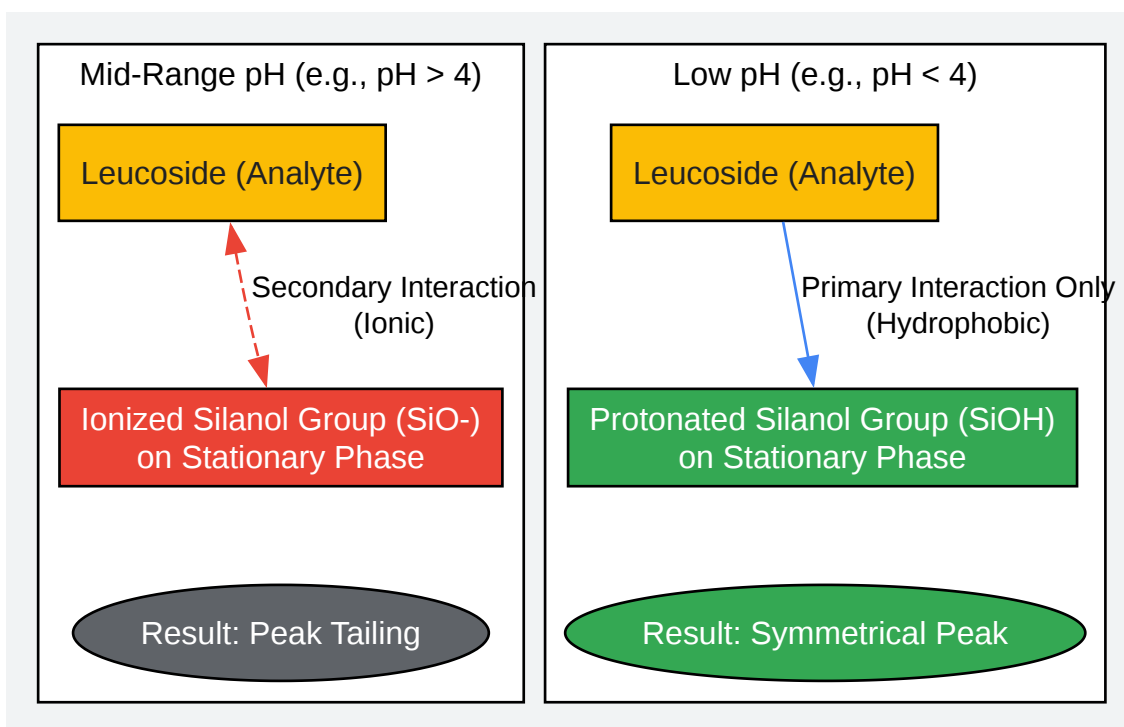 Mid-Range pH (e.g., pH > 4)
Leucoside (Analyte)
Secondary Interaction
(Ionic)
Ionized Silanol Group (SiO-)
on Stationary Phase
Result: Peak Tailing
Low pH (e.g., pH < 4)
Leucoside (Analyte)
Primary Interaction Only
(Hydrophobic)
Protonated Silanol Group (SiOH)
on Stationary Phase
Result: Symmetrical Peak